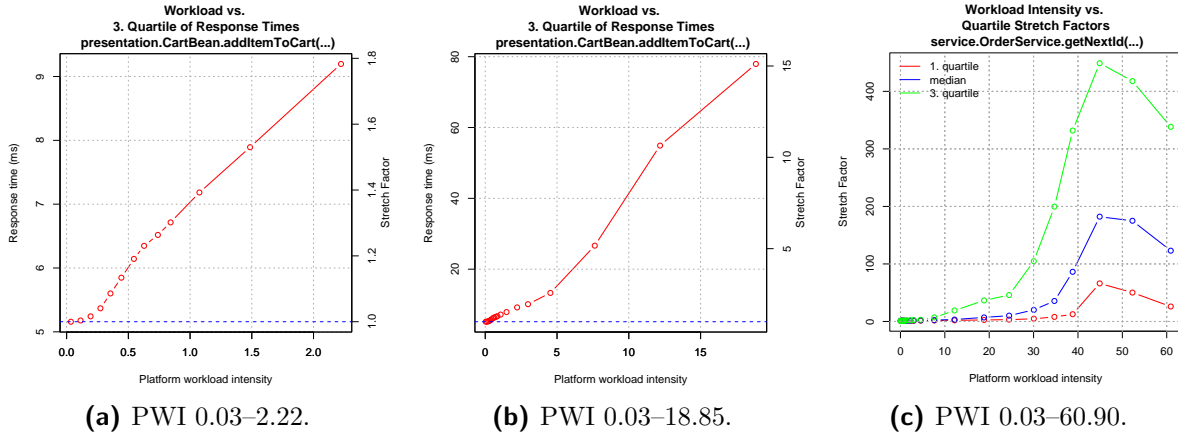 Workload vs.
3. Quartile of Response Times
presentation.CartBean.addItemToCart(...)
Response time (ms)
9
8
7
6
5
1.8
1.6
1.4
1.2
1.0
Stretch Factor
0.0 0.5 1.0 1.5 2.0
Platform workload intensity
(a) PWI 0.03–2.22.
Workload vs.
3. Quartile of Response Times
presentation.CartBean.addItemToCart(...)
Response time (ms)
80
60
40
20
15
10
5
Stretch Factor
0 5 10 15
Platform workload intensity
(b) PWI 0.03–18.85.
Workload Intensity vs.
Quartile Stretch Factors
service.OrderService.getNextId(...)
1. quartile
median
3. quartile
Stretch Factor
400
300
200
100
0
0 10 20 30 40 50 60
Platform workload intensity
(c) PWI 0.03–60.90.